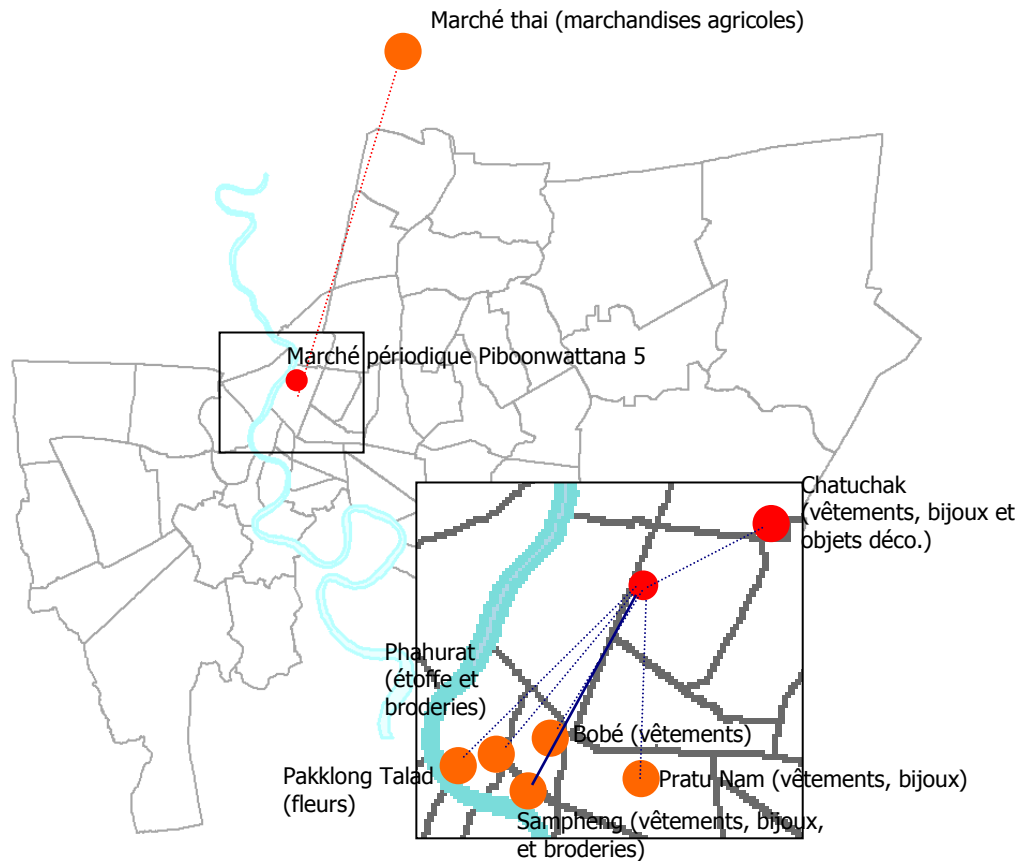 Marché thai (marchandises agricoles)
Marché périodique Piboonwattana 5
Chatuchak
(vêtements, bijoux et
objets déco.)
Phahurat
(étoffe et
broderies)
Bobé (vêtements)
Pakklong Talad
(fleurs)
Pratu Nam (vêtements, bijoux)
Sampheng (vêtements, bijoux,
et broderies)